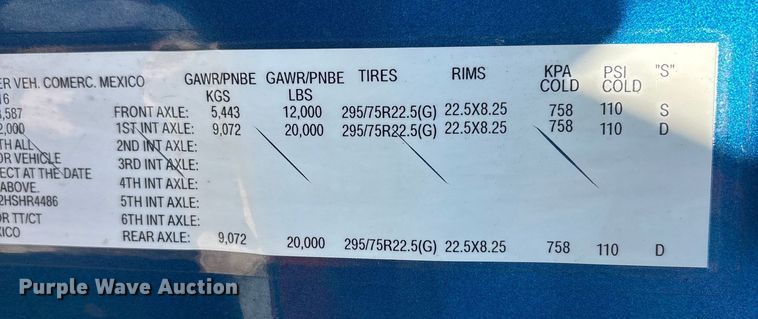 ER VEH. COMERC. MEXICO GAWR/PNBE GAWR/PNBE TIRES RIMS KPA PSI "S"
16 KGS LBS COLD COLD
,587 FRONT AXLE: 5,443 12,000 295/75R22.5(G) 22.5X8.25 758 110 S
2,000 1ST INT AXLE: 9,072 20,000 295/75R22.5(G) 22.5X8.25 758 110 D
TH ALL 2ND INT AXLE:
OR VEHICLE 3RD INT AXLE:
ECT AT THE DATE 4TH INT AXLE:
ABOVE. 5TH INT AXLE:
2HSHR4486
OR TT/CT 6TH INT AXLE:
XICO REAR AXLE: 9,072 20,000 295/75R22.5(G) 22.5X8.25 758 110 D
Purple Wave Auction